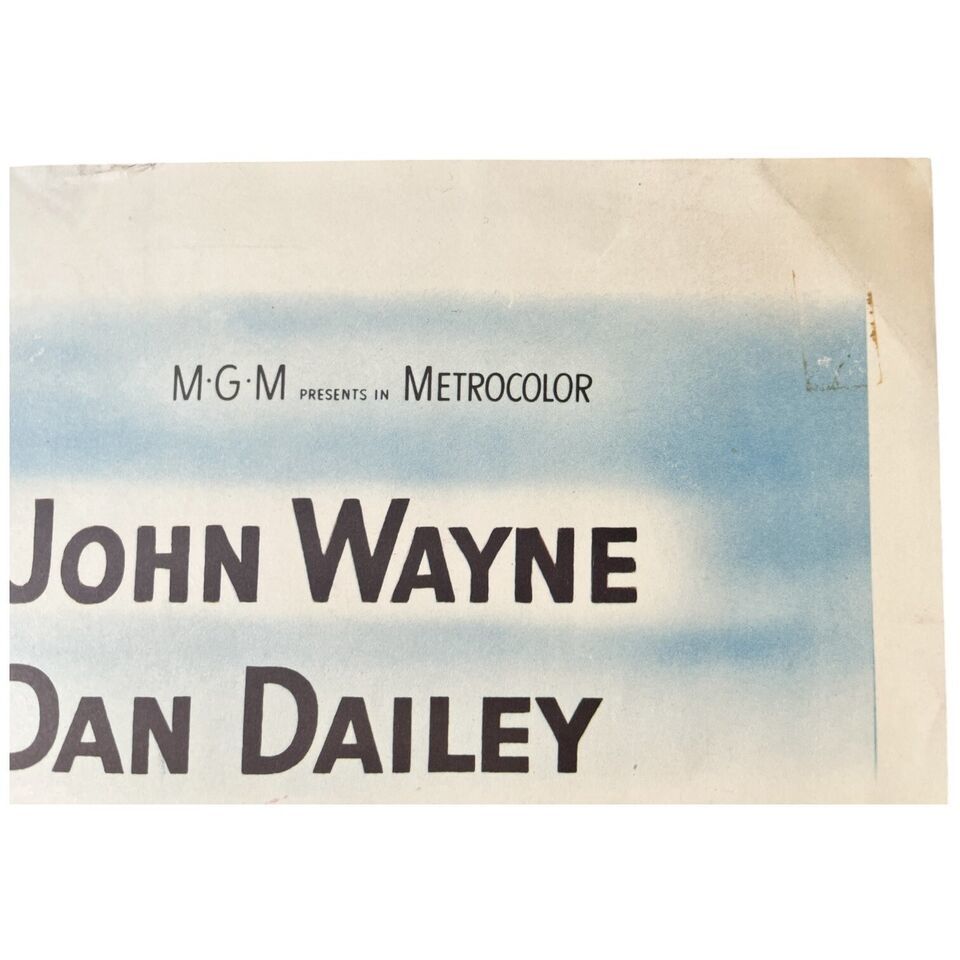 M·G·M PRESENTS IN METROCOLOR
JOHN WAYNE
DAN DAILEY